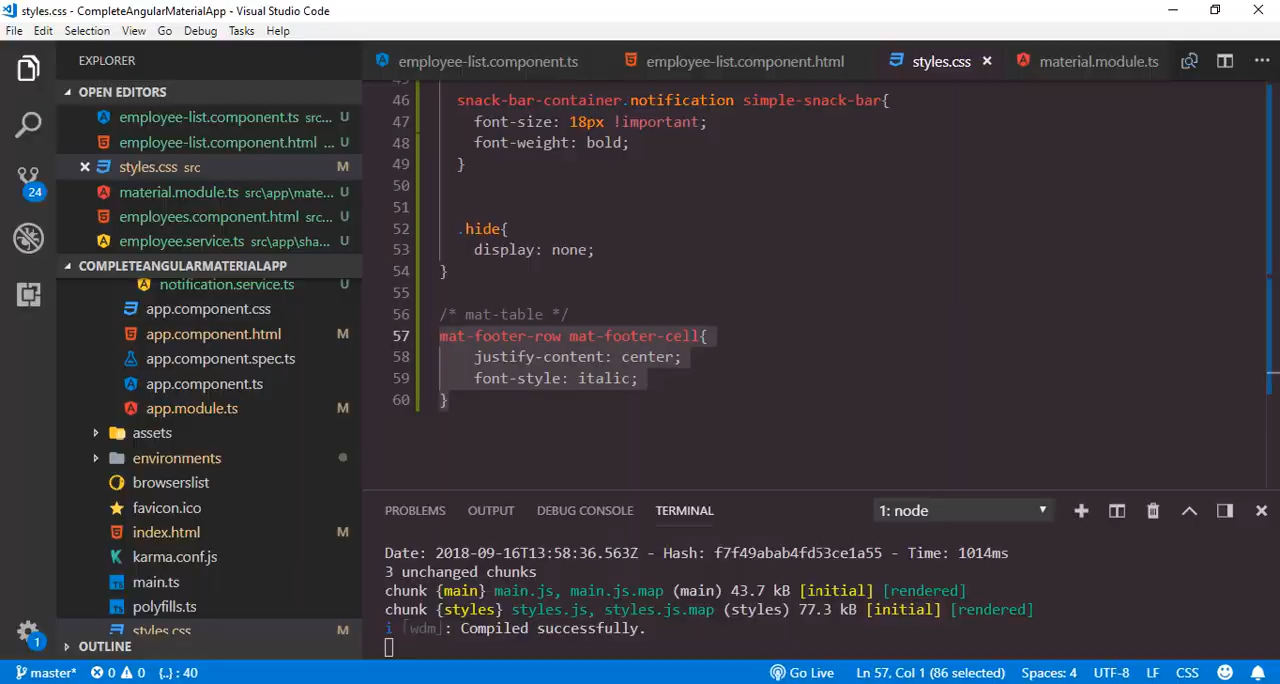 styles.css - CompleteAngularMaterialApp - Visual Studio Code
File Edit Selection View Go Debug Tasks Help
EXPLORER
OPEN EDITORS
employee-list.component.ts src... U
employee-list.component.html ... U
styles.css src M
material.module.ts src\app\mate... U
employees.component.html src... U
employee.service.ts src\app\sha... U
COMPLETEANGULARMATERIALAPP
notification.service.ts U
app.component.css
app.component.html M
app.component.spec.ts
app.component.ts
app.module.ts M
assets
environments
browserslist
favicon.ico
index.html M
karma.conf.js
main.ts
polyfills.ts
styles.css M
OUTLINE
24
1
employee-list.component.ts employee-list.component.html styles.css material.module.ts
45
46 snack-bar-container.notification simple-snack-bar{
47 font-size: 18px !important;
48 font-weight: bold;
49 }
50
51
52 .hide{
53 display: none;
54 }
55
56 /* mat-table */
57 mat-footer-row mat-footer-cell{
58 justify-content: center;
59 font-style: italic;
60 }
PROBLEMS OUTPUT DEBUG CONSOLE TERMINAL 1: node
Date: 2018-09-16T13:58:36.563Z - Hash: f7f49abab4fd53ce1a55 - Time: 1014ms
3 unchanged chunks
chunk {main} main.js, main.js.map (main) 43.7 kB [initial] [rendered]
chunk {styles} styles.js, styles.js.map (styles) 77.3 kB [initial] [rendered]
i ｢wdm｣: Compiled successfully.
master* 0 0 {..} : 40 Go Live Ln 57, Col 1 (86 selected) Spaces: 4 UTF-8 LF CSS